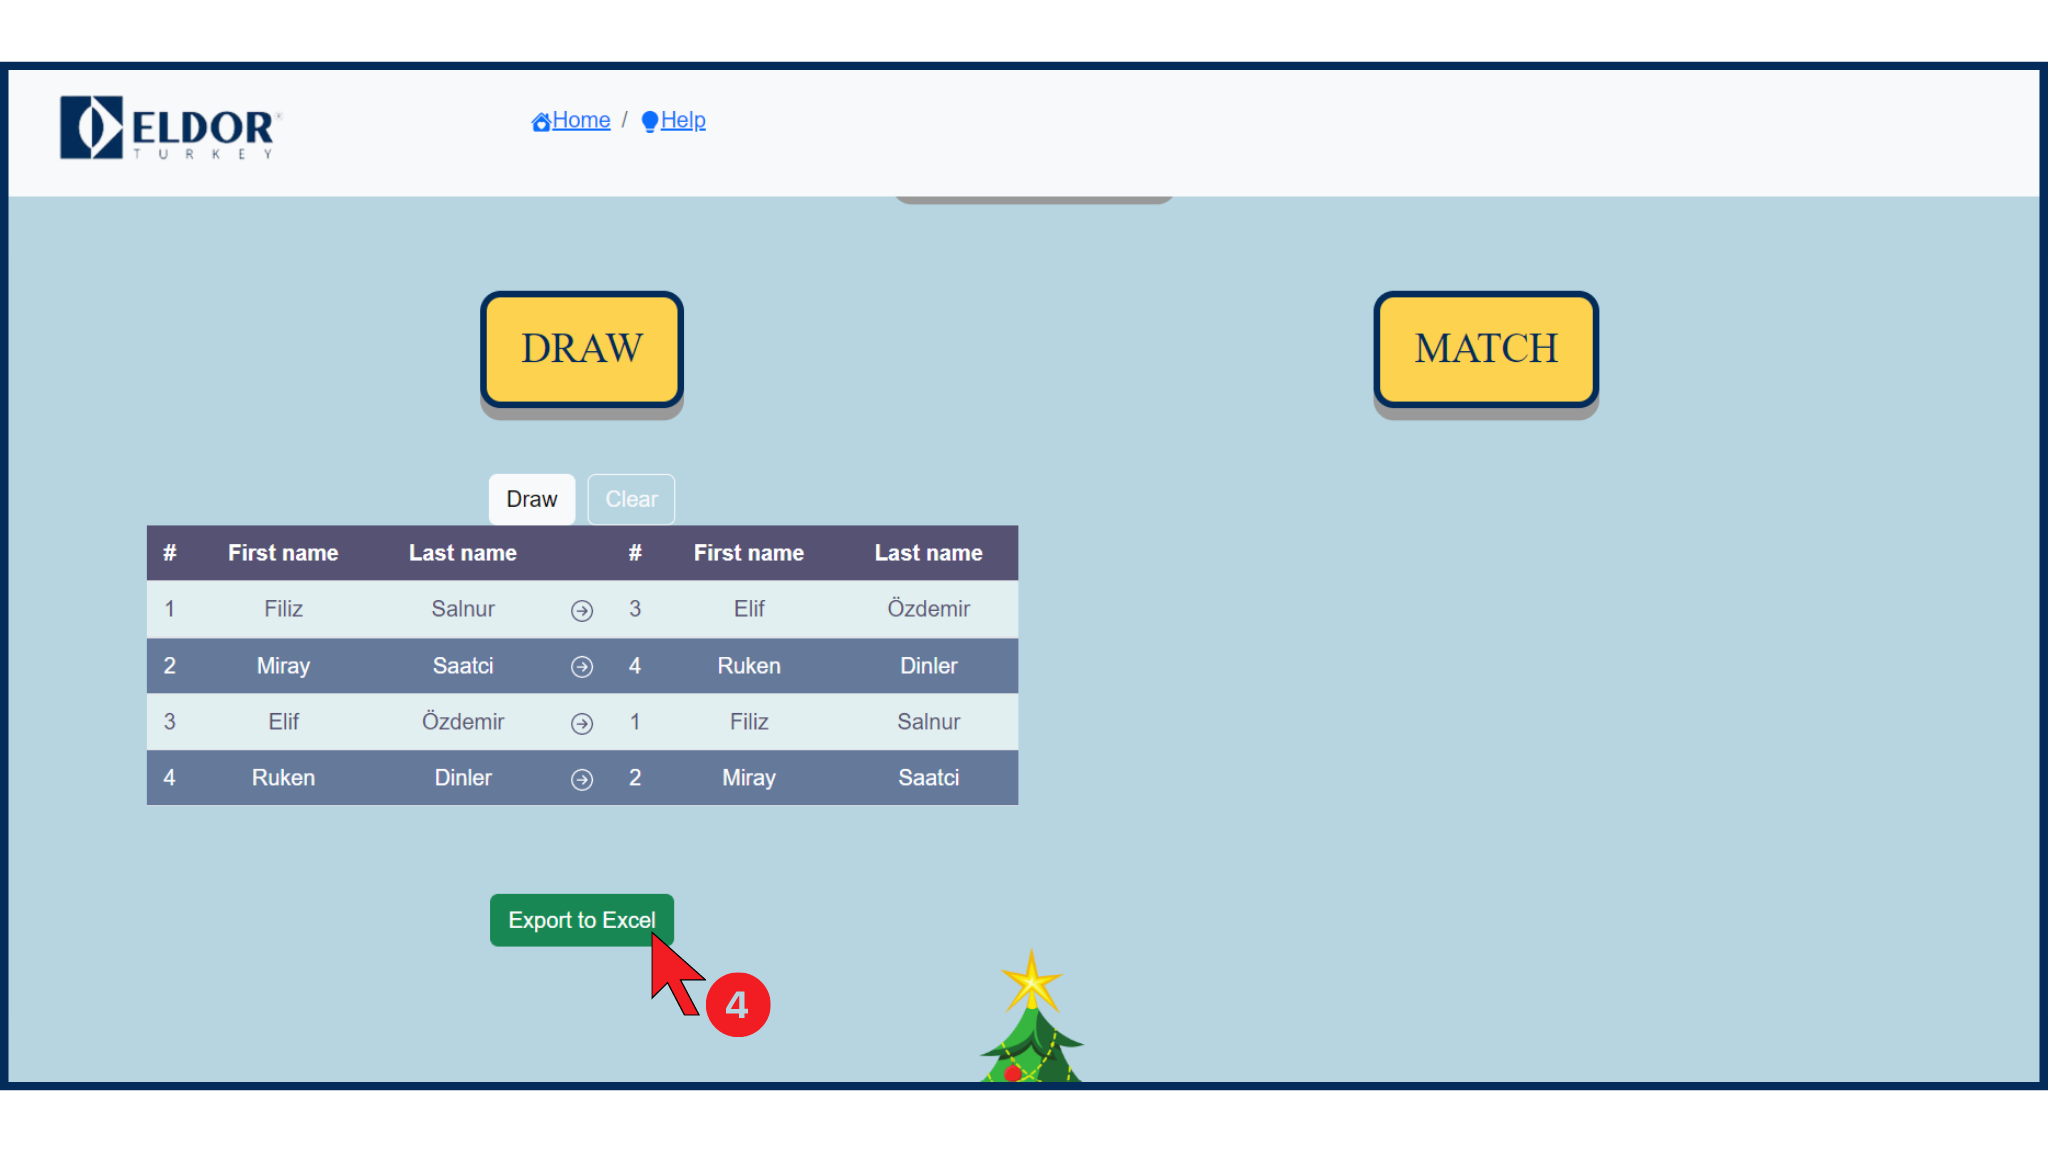 ELDOR
TURKEY
Home / Help
DRAW
MATCH
Draw Clear
# First name Last name # First name Last name
1 Filiz Salnur 3 Elif Özdemir
2 Miray Saatci 4 Ruken Dinler
3 Elif Özdemir 1 Filiz Salnur
4 Ruken Dinler 2 Miray Saatci
Export to Excel
4